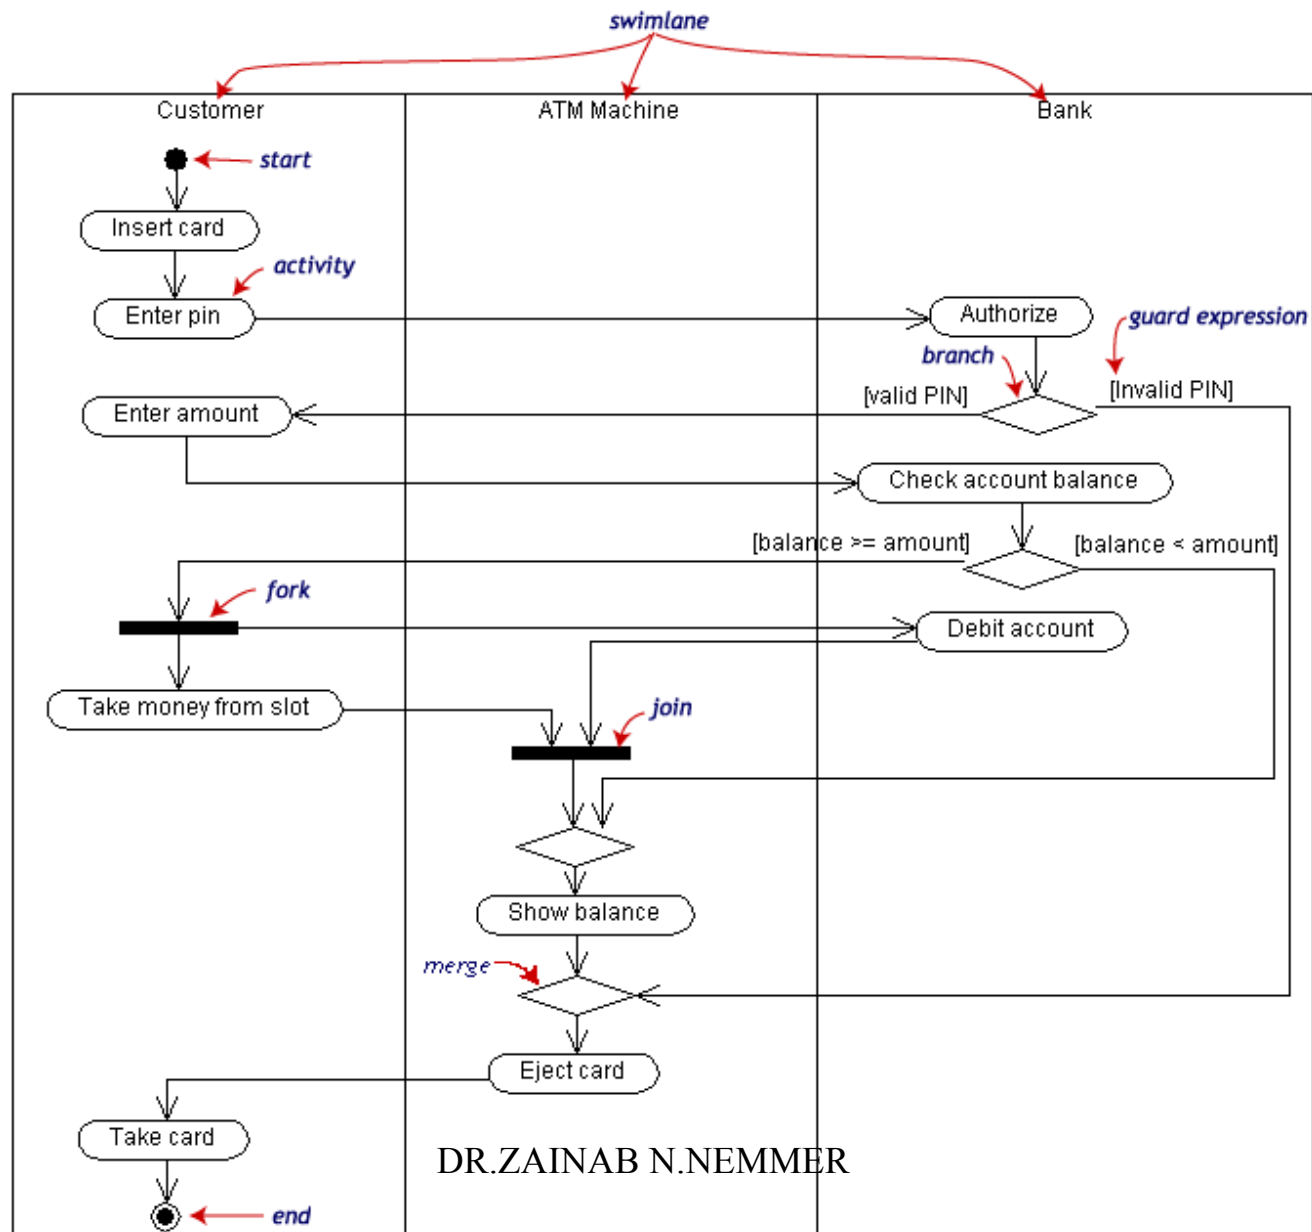 swimlane
Customer
ATM Machine
Bank
start
Insert card
activity
Enter pin
Authorize
guard expression
branch
[valid PIN]
[Invalid PIN]
Enter amount
Check account balance
[balance >= amount]
[balance < amount]
fork
Debit account
Take money from slot
join
Show balance
merge
Eject card
Take card
DR.ZAINAB N.NEMMER
end